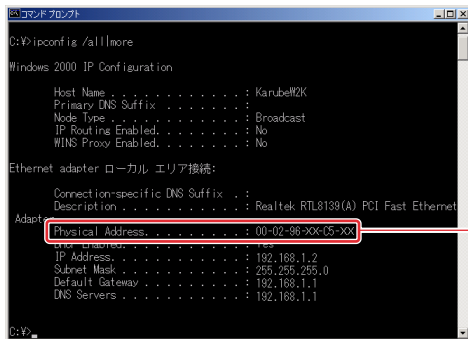 コマンド プロンプト
C:¥>ipconfig /all|more
Windows 2000 IP Configuration
Host Name . . . . . . . . . . . . : KarubeW2K
Primary DNS Suffix . . . . . . . :
Node Type . . . . . . . . . . . . : Broadcast
IP Routing Enabled. . . . . . . . : No
WINS Proxy Enabled. . . . . . . . : No
Ethernet adapter ローカル エリア接続:
Connection-specific DNS Suffix . :
Description . . . . . . . . . . . : Realtek RTL8139(A) PCI Fast Ethernet
Adapter
Physical Address. . . . . . . . . : 00-02-96-XX-C5-XX
DHCP Enabled. . . . . . . . . . . : Yes
IP Address. . . . . . . . . . . . : 192.168.1.2
Subnet Mask . . . . . . . . . . . : 255.255.255.0
Default Gateway . . . . . . . . . : 192.168.1.1
DNS Servers . . . . . . . . . . . : 192.168.1.1
C:¥>_